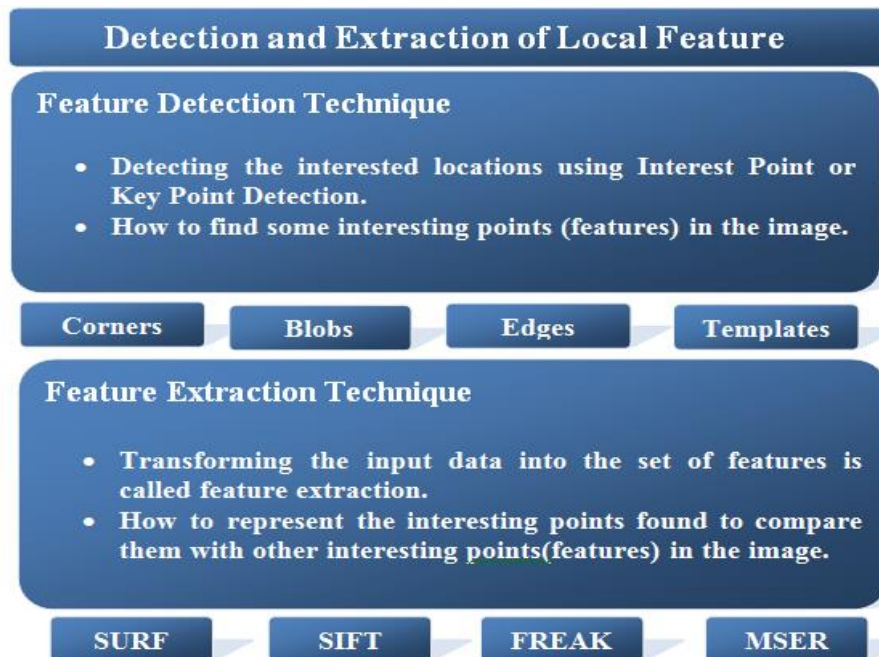 Detection and Extraction of Local Feature
Feature Detection Technique
• Detecting the interested locations using Interest Point or
Key Point Detection.
• How to find some interesting points (features) in the image.
Corners
Blobs
Edges
Templates
Feature Extraction Technique
• Transforming the input data into the set of features is
called feature extraction.
• How to represent the interesting points found to compare
them with other interesting points(features) in the image.
SURF
SIFT
FREAK
MSER